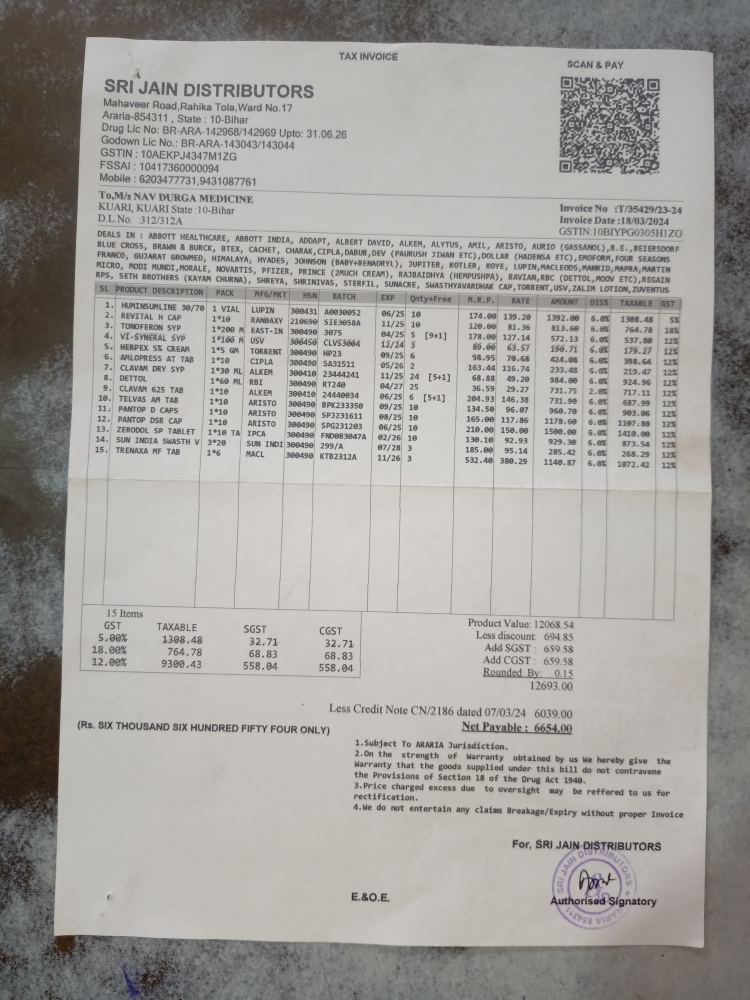 TAX INVOICE
SCAN & PAY
SRI JAIN DISTRIBUTORS
Mahaveer Road,Rahika Tola,Ward No.17
Araria-854311 , State : 10-Bihar
Drug Lic No: BR-ARA-142968/142969 Upto: 31.06.26
Godown Lic No.: BR-ARA-143043/143044
GSTIN : 10AEKPJ4347M1ZG
FSSAI : 10417360000094
Mobile : 6203477731,9431087761
To,M/s NAV DURGA MEDICINE
KUARI, KUARI State :10-Bihar
D.L.No. :312/312A
Invoice No :T/35429/23-24
Invoice Date :18/03/2024
GSTIN 10BIYPG0305H1ZO
DEALS IN : ABBOTT HEALTHCARE, ABBOTT INDIA, ADDAPT, ALBERT DAVID, ALKEM, ALYTUS, AMIL, ARISTO, AURIO (GASSANOL),B.E.,BEIERSDORF
BLUE CROSS, BRAWN & BURCK, BTEX, CACHET, CHARAK,CIPLA,DABUR,DEV (PAURUSH JIWAN ETC),DOLLAR (HADENSA ETC),EMOFORM,FOUR SEASONS
FRANCO, GUJARAT GROWMED, HIMALAYA, HYADES, JOHNSON (BABY+BENADRYL), JUPITER, KOTLER, KOYE, LUPIN,MACLEODS,MANKID,MAPRA,MARTIN
MICRO, MODI MUNDI,MORALE, NOVARTIS, PFIZER, PRINCE (2MUCH CREAM), RAJBAIDHYA (HEMPUSHPA), RAVIAN,RBC (DETTOL,MOOV ETC),REGAIN
RPS, SETH BROTHERS (KAYAM CHURNA), SHREYA, SHRINIVAS, STERFIL, SUNACRE, SWASTHYAVARDHAK CAP,TORRENT,USV,ZALIM LOTION,ZUVENTUS
SL PRODUCT DESCRIPTION PACK MFG/MKT HSN BATCH EXP Qnty+Free M.R.P. RATE AMOUNT DIS% TAXABLE GST
1. HUMINSUMLINE 30/70 1 VIAL LUPIN 300431 A0030052 06/25 10 174.00 139.20 1392.00 6.0% 1308.48 5%
2. REVITAL H CAP 1*10 RANBAXY 210690 SIE3058A 11/25 10 120.00 81.36 813.60 6.0% 764.78 18%
3. TONOFERON SYP 1*200 M EAST-IN 300490 3075 04/25 5 [9+1] 178.00 127.14 572.13 6.0% 537.80 12%
4. VI-SYNERAL SYP 1*100 M USV 300450 CLVS3004 12/24 3 89.00 63.57 190.71 6.0% 179.27 12%
5. HERPEX 5% CREAM 1*5 GM TORRENT 300490 HP23 09/25 6 98.95 70.68 424.08 6.0% 398.64 12%
6. AMLOPRESS AT TAB 1*10 CIPLA 300490 SA31511 05/26 2 163.44 116.74 233.48 6.0% 219.47 12%
7. CLAVAM DRY SYP 1*30 ML ALKEM 300410 23444241 11/25 24 [5+1] 68.88 49.20 984.00 6.0% 924.96 12%
8. DETTOL 1*60 ML RBI 300490 RT240 04/27 25 36.59 29.27 731.75 2.0% 717.11 12%
9. CLAVAM 625 TAB 1*10 ALKEM 300410 24440034 06/25 6 [5+1] 204.93 146.38 731.90 6.0% 687.99 12%
10. TELVAS AM TAB 1*10 ARISTO 300490 BPK233350 09/25 10 134.50 96.07 960.70 6.0% 903.06 12%
11. PANTOP D CAPS 1*10 ARISTO 300490 SPJ231611 08/25 10 165.00 117.86 1178.60 6.0% 1107.88 12%
12. PANTOP DSR CAP 1*10 ARISTO 300490 SPG231203 06/25 10 210.00 150.00 1500.00 6.0% 1410.00 12%
13. ZERODOL SP TABLET 1*10 TA IPCA 300490 FND083047A 02/26 10 130.10 92.93 929.30 6.0% 873.54 12%
14. SUN INDIA SWASTH V 3*20 SUN INDI 300490 299/A 07/28 3 185.00 95.14 285.42 6.0% 268.29 12%
15. TRENAXA MF TAB 1*6 MACL 300490 KTB2312A 11/26 3 532.40 380.29 1140.87 6.0% 1072.42 12%
15 Items
GST TAXABLE SGST CGST
5.00% 1308.48 32.71 32.71
18.00% 764.78 68.83 68.83
12.00% 9300.43 558.04 558.04
Product Value: 12068.54
Less discount: 694.85
Add SGST : 659.58
Add CGST : 659.58
Rounded By: 0.15
12693.00
Less Credit Note CN/2186 dated 07/03/24 6039.00
Net Payable : 6654.00
(Rs. SIX THOUSAND SIX HUNDRED FIFTY FOUR ONLY)
1.Subject To ARARIA Jurisdiction.
2.On the strength of Warranty obtained by us We hereby give the
Warranty that the goods supplied under this bill do not contravene
the Provisions of Section 18 of the Drug Act 1940.
3.Price charged excess due to oversight may be reffered to us for
rectification.
4.We do not entertain any claims Breakage/Expiry without proper Invoice
For, SRI JAIN DISTRIBUTORS
SRI JAIN DISTRIBUTORS
ARARIA 854311
Authorised Signatory
E.&O.E.